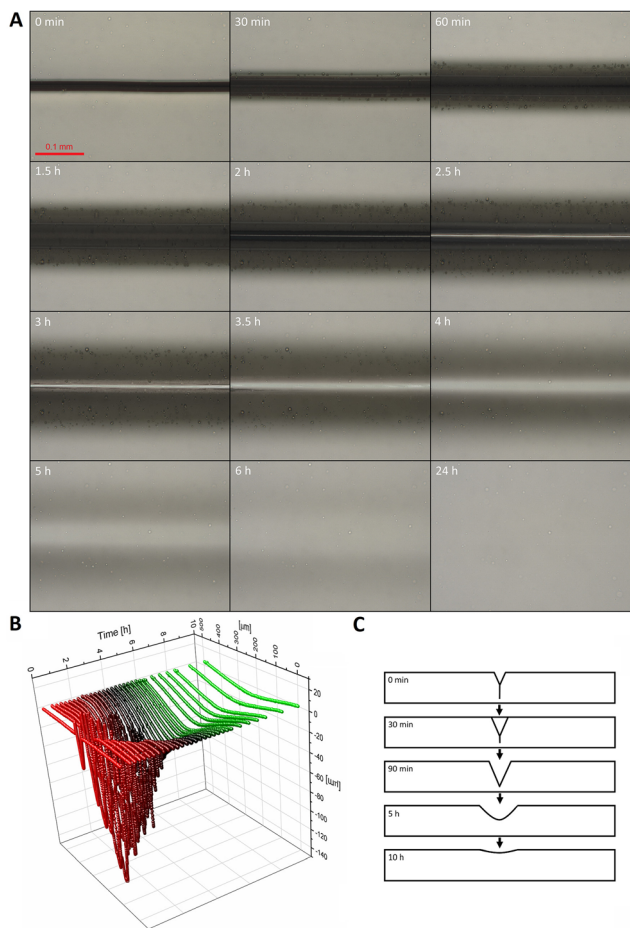 A
0 min
30 min
60 min
0.1 mm
1.5 h
2 h
2.5 h
3 h
3.5 h
4 h
5 h
6 h
24 h
B
Time [h]
0
2
4
6
8
10
[µm]
500
400
300
200
100
0
20
0
-20
-40
-60
-80
-100
-120
-140
[µm]
C
0 min
30 min
90 min
5 h
10 h